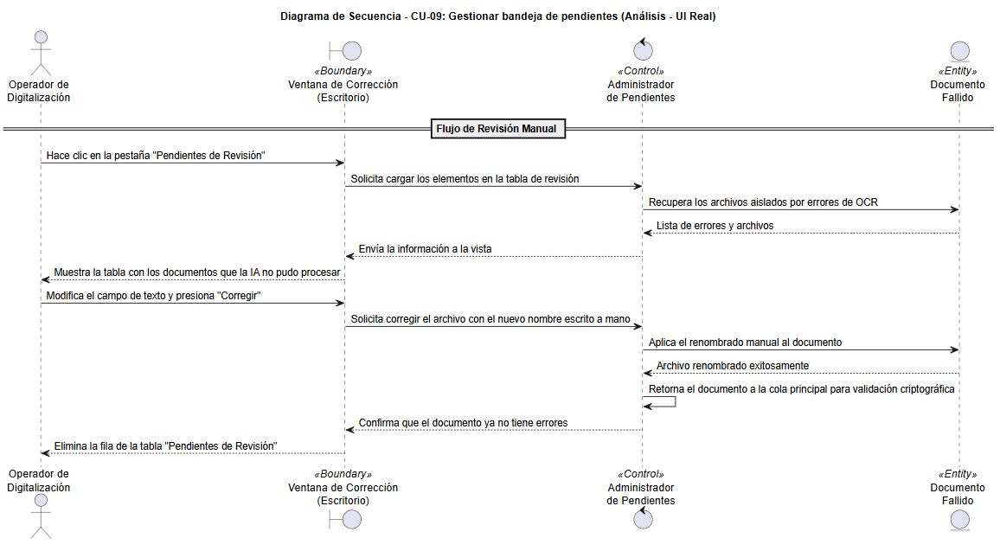 Diagrama de Secuencia - CU-09: Gestionar bandeja de pendientes (Análisis - UI Real)
Operador de
Digitalización
«Boundary»
Ventana de Corrección
(Escritorio)
«Control»
Administrador
de Pendientes
«Entity»
Documento
Fallido
Flujo de Revisión Manual
Hace clic en la pestaña "Pendientes de Revisión"
Solicita cargar los elementos en la tabla de revisión
Recupera los archivos aislados por errores de OCR
Lista de errores y archivos
Envía la información a la vista
Muestra la tabla con los documentos que la IA no pudo procesar
Modifica el campo de texto y presiona "Corregir"
Solicita corregir el archivo con el nuevo nombre escrito a mano
Aplica el renombrado manual al documento
Archivo renombrado exitosamente
Retorna el documento a la cola principal para validación criptográfica
Confirma que el documento ya no tiene errores
Elimina la fila de la tabla "Pendientes de Revisión"
Operador de
Digitalización
«Boundary»
Ventana de Corrección
(Escritorio)
«Control»
Administrador
de Pendientes
«Entity»
Documento
Fallido